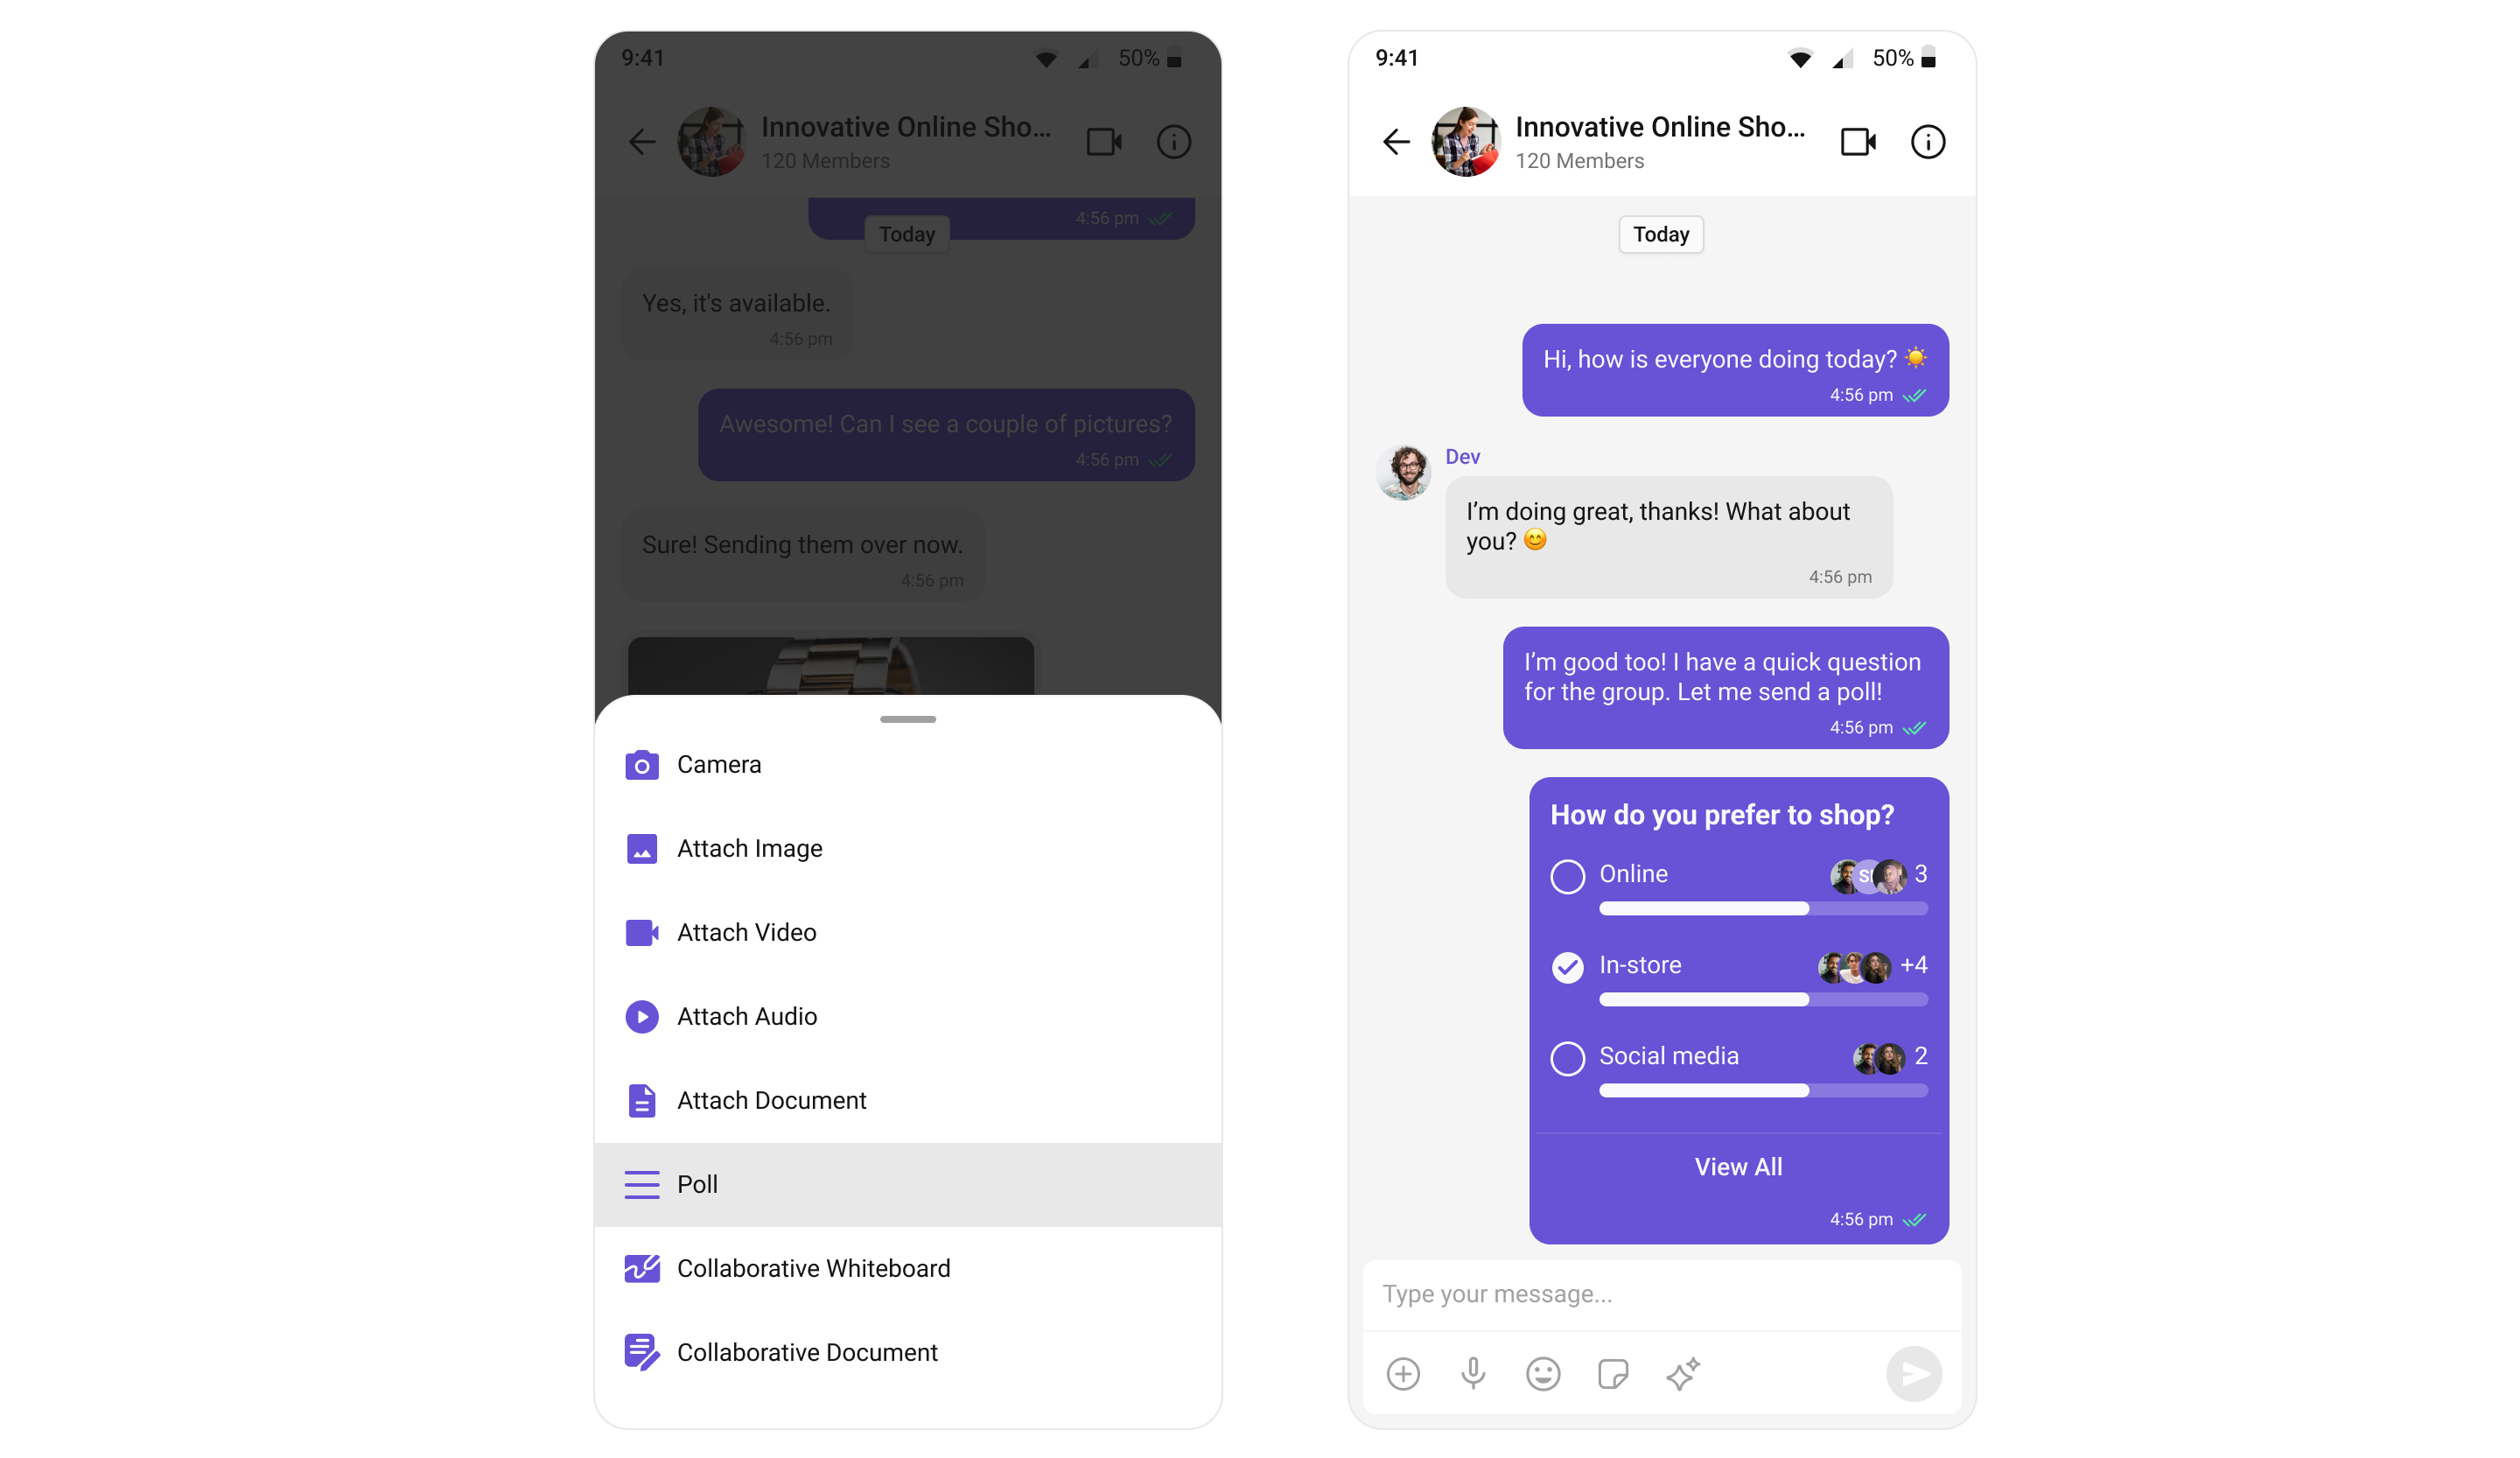 9:41
50%
Innovative Online Sho...
120 Members
4:56 pm
Today
Yes, it's available.
4:56 pm
Awesome! Can I see a couple of pictures?
4:56 pm
Sure! Sending them over now.
4:56 pm
Camera
Attach Image
Attach Video
Attach Audio
Attach Document
Poll
Collaborative Whiteboard
Collaborative Document
9:41
50%
Innovative Online Sho...
120 Members
Today
Hi, how is everyone doing today? ☀️
4:56 pm
Dev
I’m doing great, thanks! What about
you? 😊
4:56 pm
I’m good too! I have a quick question
for the group. Let me send a poll!
4:56 pm
How do you prefer to shop?
Online 3
In-store +4
Social media 2
View All
4:56 pm
Type your message...